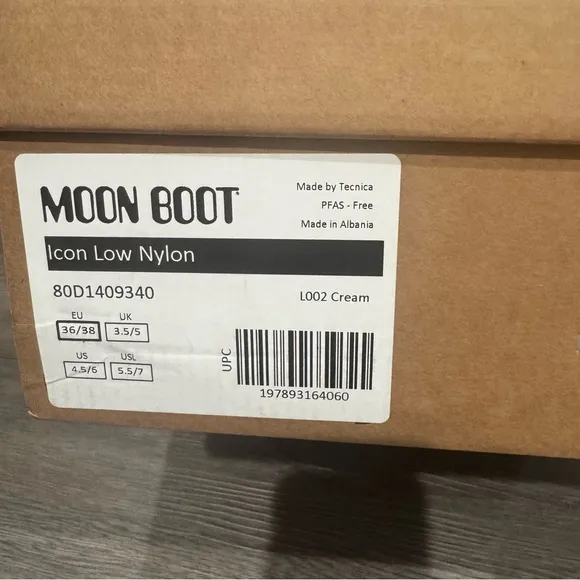 MOON BOOT
Made by Tecnica
PFAS - Free
Made in Albania
Icon Low Nylon
80D1409340
L002 Cream
EU UK
36/38 3.5/5
US USL
4.5/6 5.5/7
UPC
197893164060